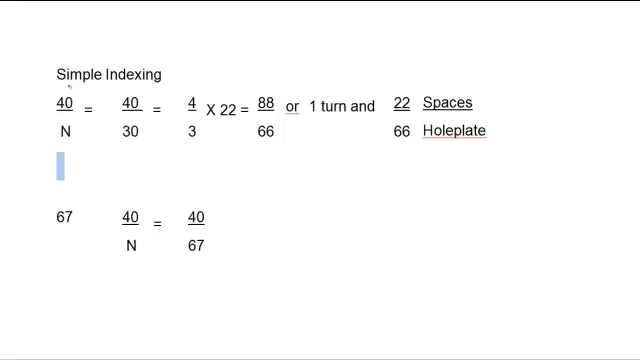 Simple Indexing
40 = 40 = 4 X 22 = 88 or 1 turn and 22 Spaces
N 30 3 66 66 Holeplate
67 40 = 40
N 67